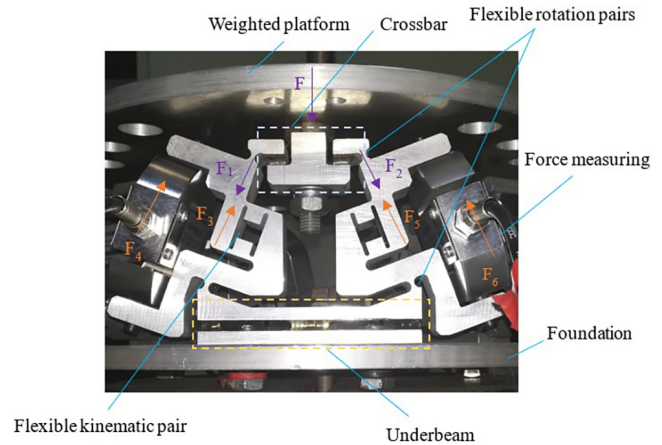 Weighted platform
Crossbar
Flexible rotation pairs
F
F1
F2
Force measuring
F3
F4
F5
F6
Foundation
Flexible kinematic pair
Underbeam